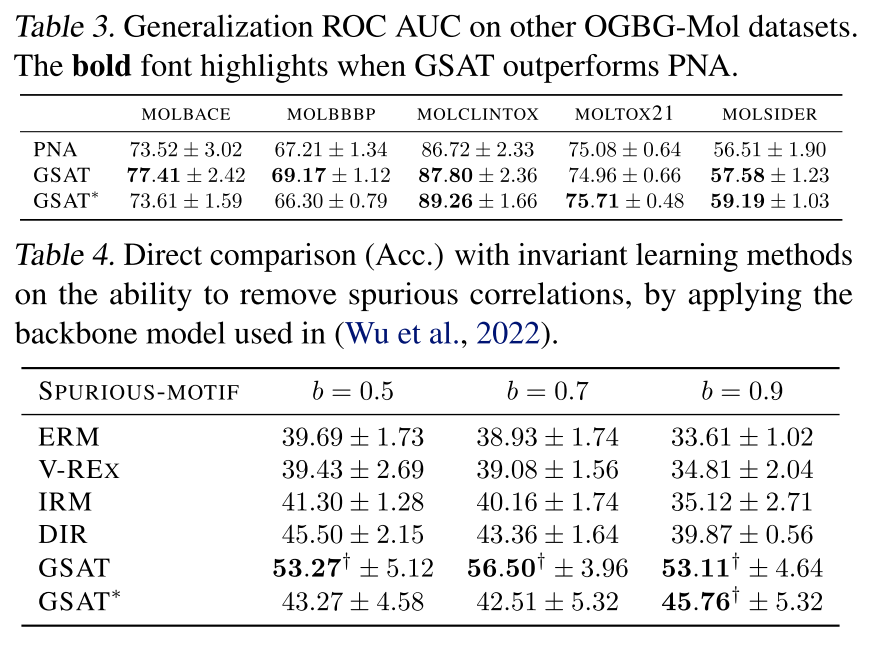 Table 3. Generalization ROC AUC on other OGBG-Mol datasets.
The bold font highlights when GSAT outperforms PNA.
MOLBACE MOLBBBP MOLCLINTOX MOLTOX21 MOLSIDER
PNA 73.52 ± 3.02 67.21 ± 1.34 86.72 ± 2.33 75.08 ± 0.64 56.51 ± 1.90
GSAT 77.41 ± 2.42 69.17 ± 1.12 87.80 ± 2.36 74.96 ± 0.66 57.58 ± 1.23
GSAT* 73.61 ± 1.59 66.30 ± 0.79 89.26 ± 1.66 75.71 ± 0.48 59.19 ± 1.03
Table 4. Direct comparison (Acc.) with invariant learning methods
on the ability to remove spurious correlations, by applying the
backbone model used in (Wu et al., 2022).
SPURIOUS-MOTIF b = 0.5 b = 0.7 b = 0.9
ERM 39.69 ± 1.73 38.93 ± 1.74 33.61 ± 1.02
V-REX 39.43 ± 2.69 39.08 ± 1.56 34.81 ± 2.04
IRM 41.30 ± 1.28 40.16 ± 1.74 35.12 ± 2.71
DIR 45.50 ± 2.15 43.36 ± 1.64 39.87 ± 0.56
GSAT 53.27† ± 5.12 56.50† ± 3.96 53.11† ± 4.64
GSAT* 43.27 ± 4.58 42.51 ± 5.32 45.76† ± 5.32